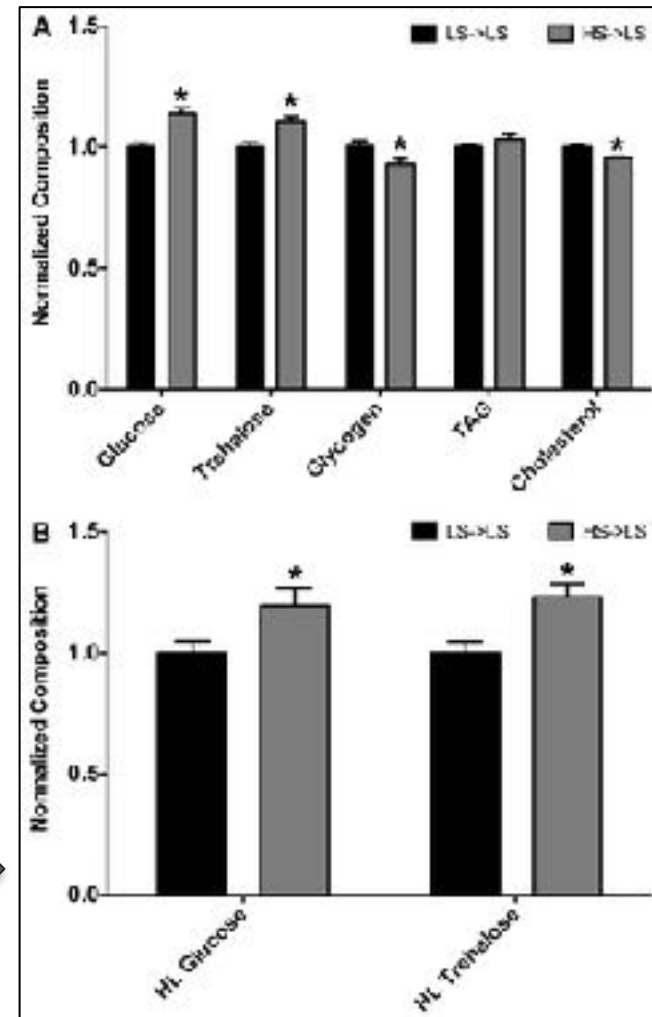 A
LS->LS HS->LS
Normalized Composition
1.5
1.0
0.5
0.0
* * * *
Glucose Trehalose Glycogen TAG Cholesterol
B
LS->LS HS->LS
Normalized Composition
1.5
1.0
0.5
0.0
* *
HL Glucose HL Trehalose